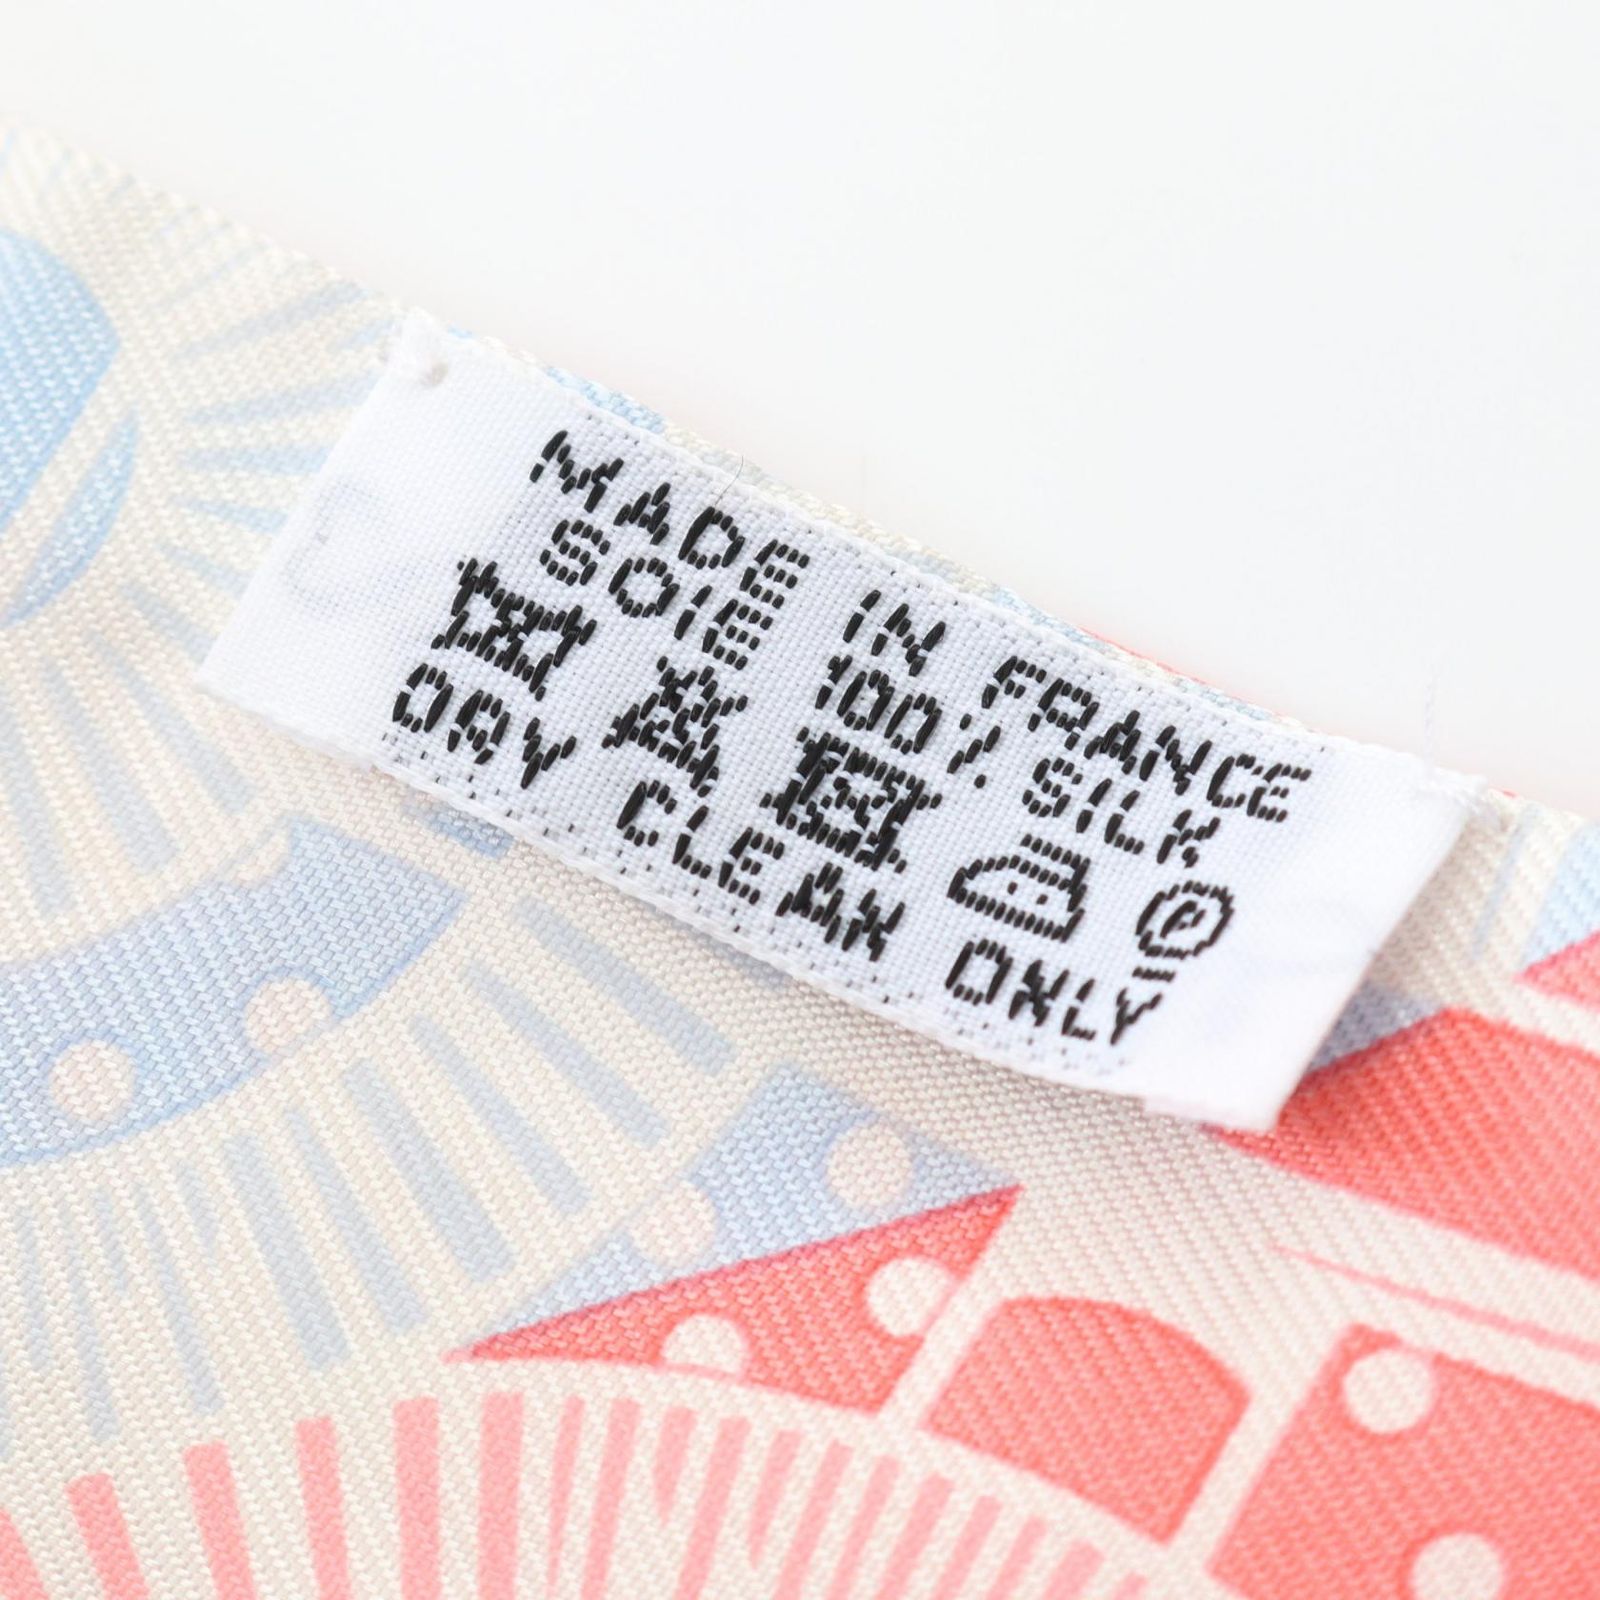 MADE IN FRANCE
SOIE 100% SILK
P
DRY CLEAN ONLY